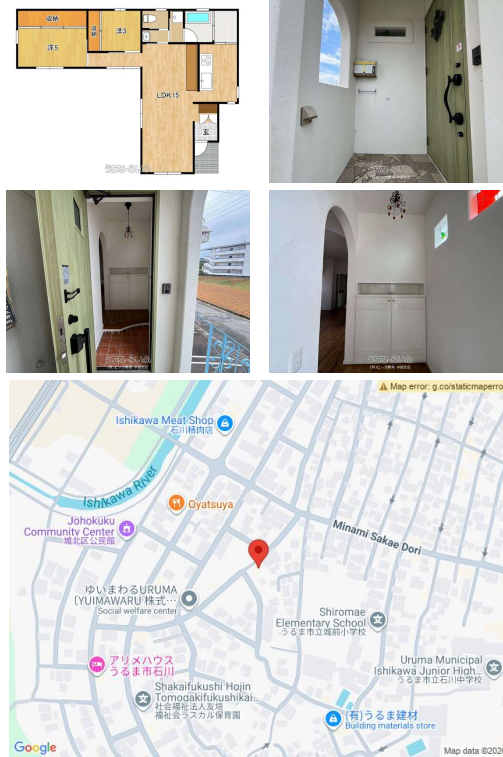 収納
洋5
収納
洋3
LDK15
玄
Map error: g.co/staticmaperro
Ishikawa Meat Shop
石川精肉店
Ishikawa River
Oyatsuya
Johokuku
Community Center
城北区公民館
Minami Sakae Dori
ゆいまわるURUMA
(YUIMAWARU 株式…
Social welfare center
Shiromae
Elementary School
うるま市立城前小学校
アリメハウス
うるま市石川
Uruma Municipal
Ishikawa Junior High...
うるま市立石川中学校
Shakaifukushi Hojin
Tomogakifukushikai...
社会福祉法人友垣
福祉会ラスカル保育園
(有)うるま建材
Building materials store
Google
Map data ©2026